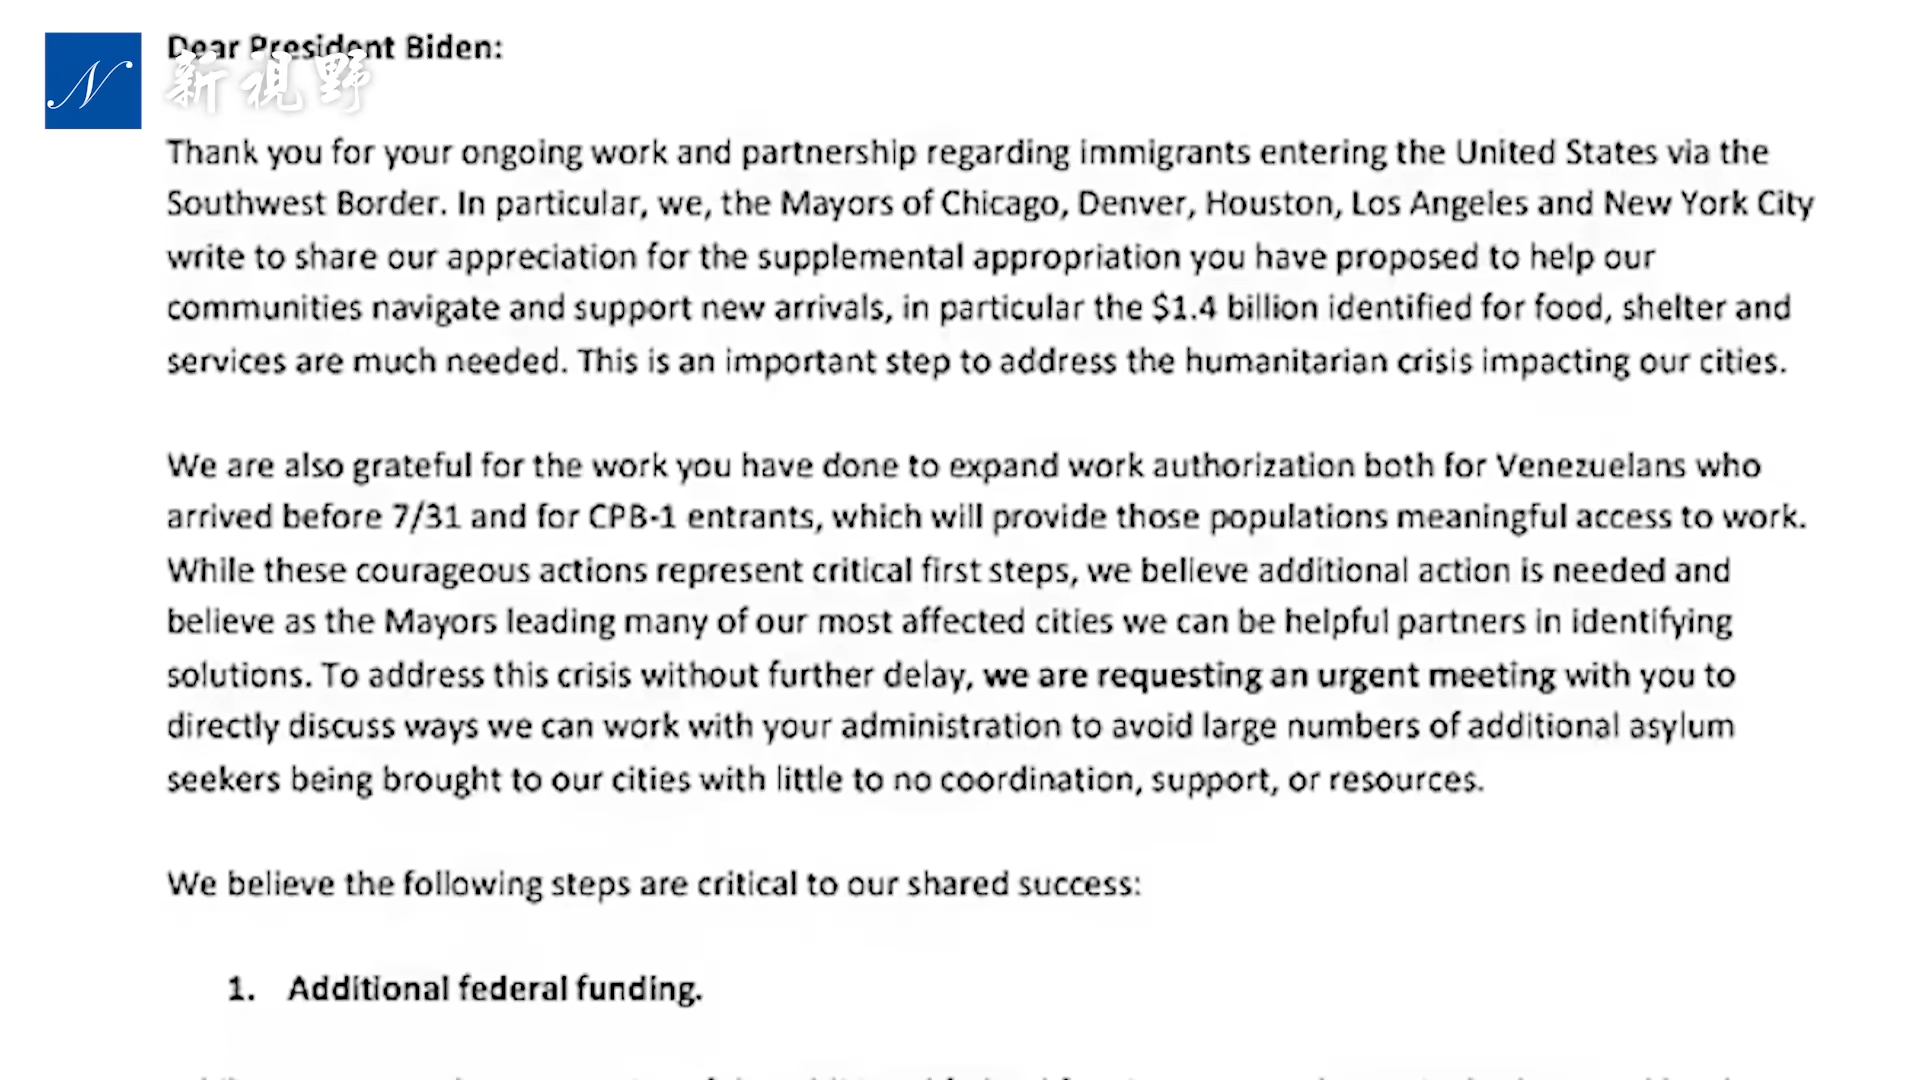 Dear President Biden:
N 新視野
Thank you for your ongoing work and partnership regarding immigrants entering the United States via the
Southwest Border. In particular, we, the Mayors of Chicago, Denver, Houston, Los Angeles and New York City
write to share our appreciation for the supplemental appropriation you have proposed to help our
communities navigate and support new arrivals, in particular the $1.4 billion identified for food, shelter and
services are much needed. This is an important step to address the humanitarian crisis impacting our cities.
We are also grateful for the work you have done to expand work authorization both for Venezuelans who
arrived before 7/31 and for CPB-1 entrants, which will provide those populations meaningful access to work.
While these courageous actions represent critical first steps, we believe additional action is needed and
believe as the Mayors leading many of our most affected cities we can be helpful partners in identifying
solutions. To address this crisis without further delay, we are requesting an urgent meeting with you to
directly discuss ways we can work with your administration to avoid large numbers of additional asylum
seekers being brought to our cities with little to no coordination, support, or resources.
We believe the following steps are critical to our shared success:
1. Additional federal funding.